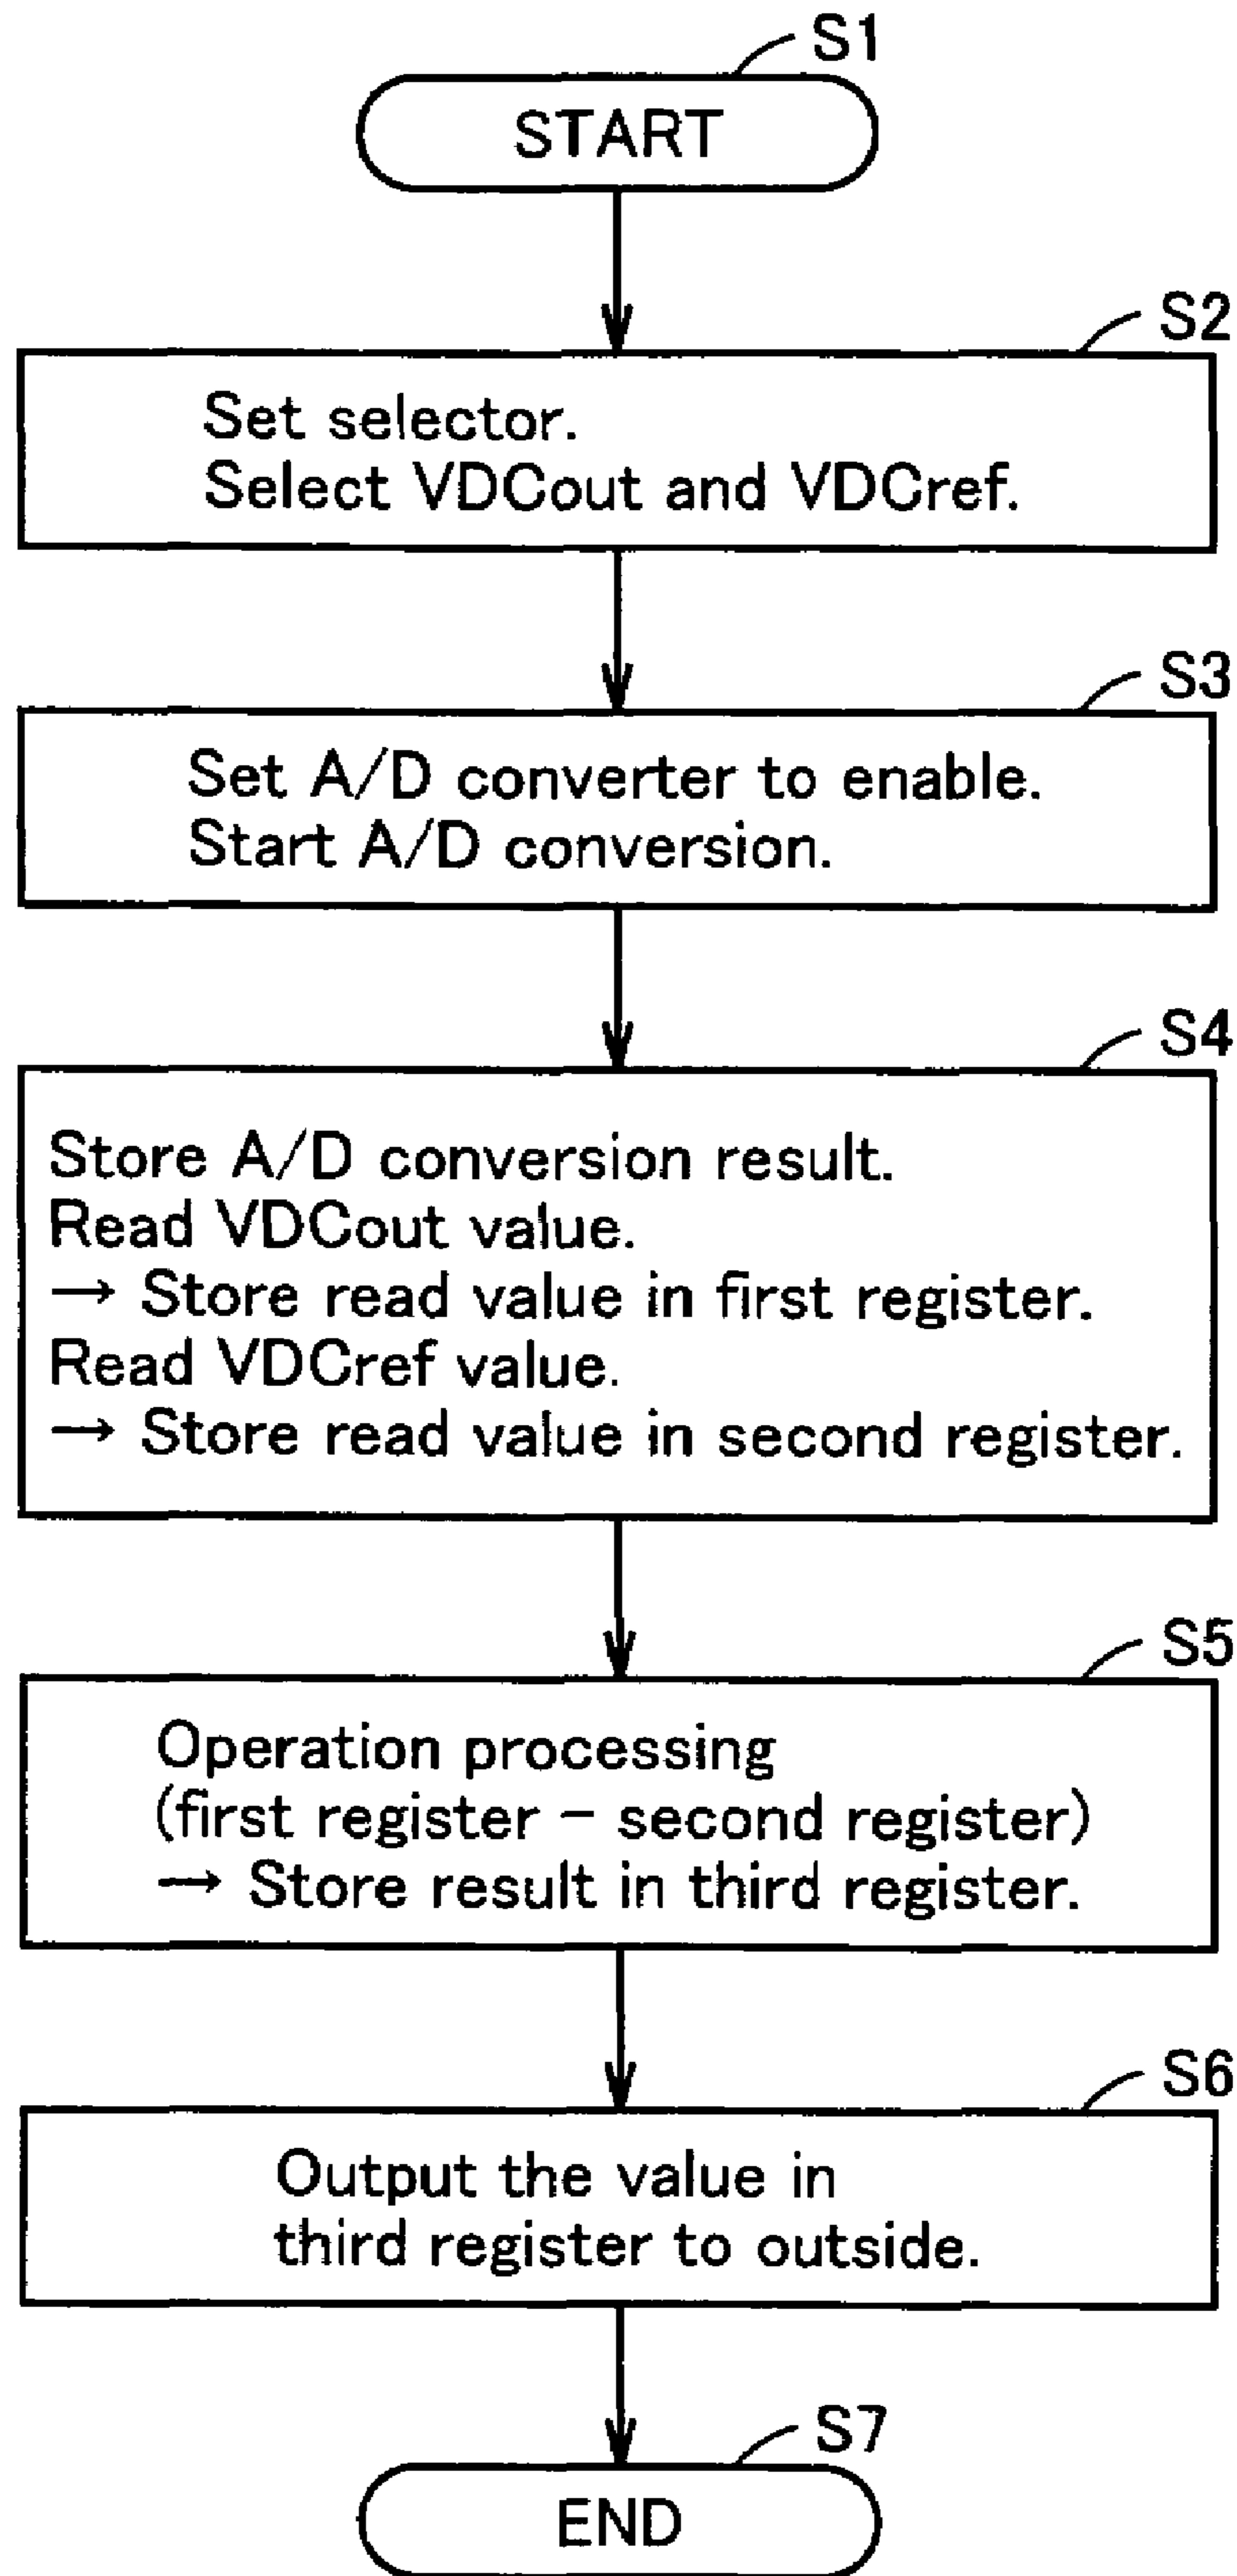 S1
START
S2
Set selector.
Select VDCout and VDCref.
S3
Set A/D converter to enable.
Start A/D conversion.
S4
Store A/D conversion result.
Read VDCout value.
→ Store read value in first register.
Read VDCref value.
→ Store read value in second register.
S5
Operation processing
(first register – second register)
→ Store result in third register.
S6
Output the value in
third register to outside.
S7
END